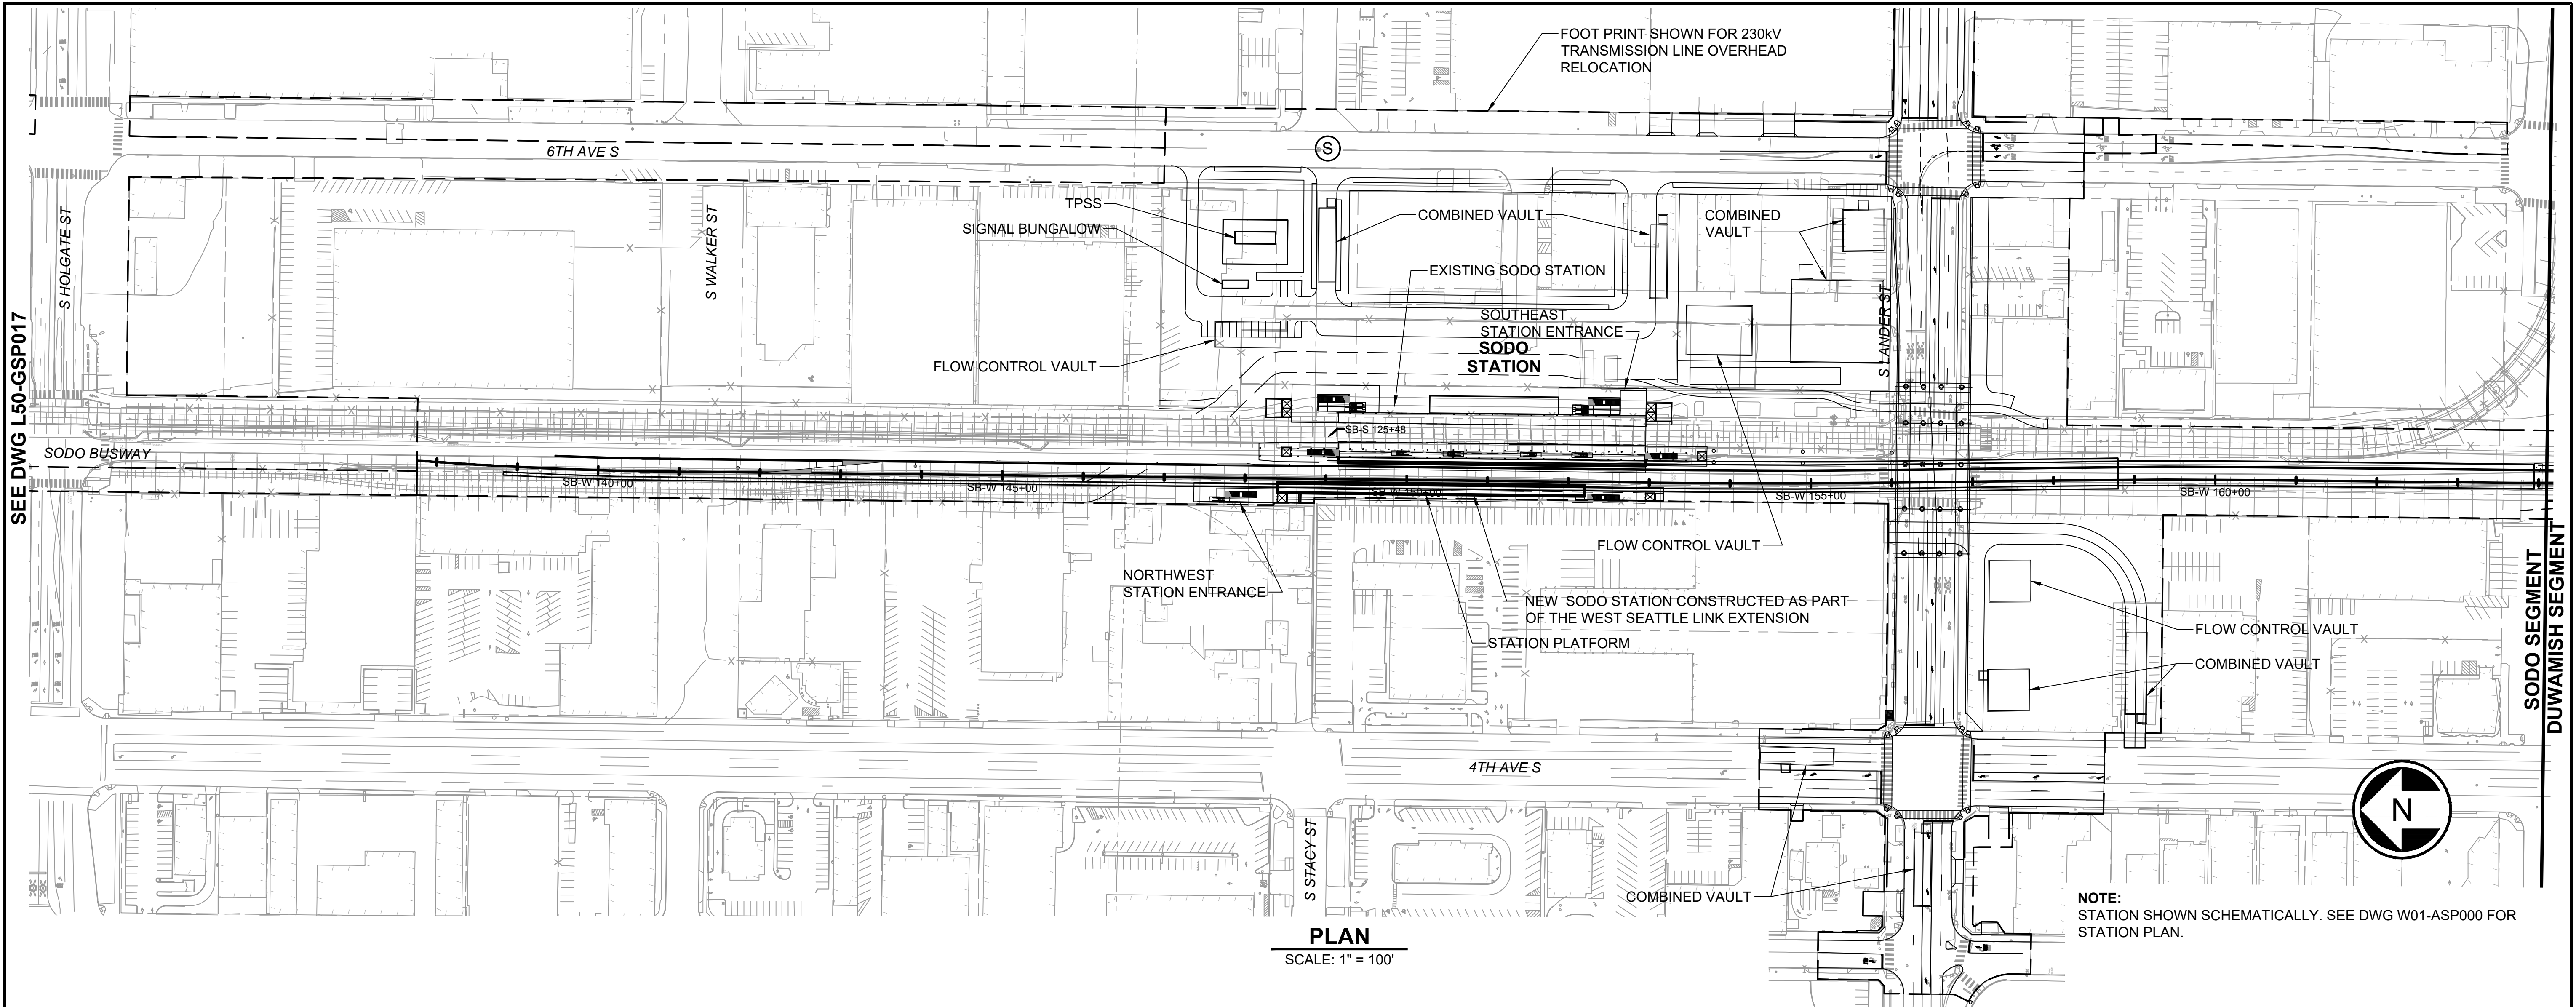 FOOT PRINT SHOWN FOR 230kV
TRANSMISSION LINE OVERHEAD
RELOCATION
6TH AVE S
S
S HOLGATE ST
S WALKER ST
TPSS
SIGNAL BUNGALOW
COMBINED VAULT
COMBINED
VAULT
EXISTING SODO STATION
SOUTHEAST
STATION ENTRANCE
SODO
STATION
FLOW CONTROL VAULT
S LANDER ST
SEE DWG L50-GSP017
SB-S 125+48
SODO BUSWAY
SB-W 140+00
SB-W 145+00
SB-W 150+00
SB-W 155+00
SB-W 160+00
FLOW CONTROL VAULT
NORTHWEST
STATION ENTRANCE
NEW SODO STATION CONSTRUCTED AS PART
OF THE WEST SEATTLE LINK EXTENSION
STATION PLATFORM
FLOW CONTROL VAULT
COMBINED VAULT
SODO SEGMENT
DUWAMISH SEGMENT
4TH AVE S
S STACY ST
N
COMBINED VAULT
NOTE:
STATION SHOWN SCHEMATICALLY. SEE DWG W01-ASP000 FOR
STATION PLAN.
PLAN
SCALE: 1" = 100'